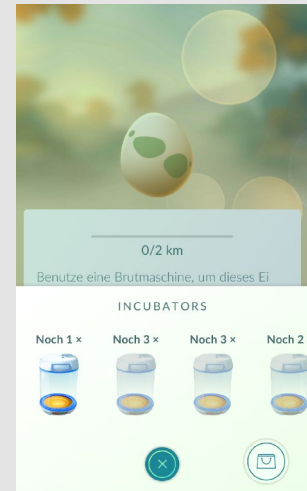 0/2 km
Benutze eine Brutmaschine, um dieses Ei
INCUBATORS
Noch 1 × Noch 3 × Noch 3 × Noch 2